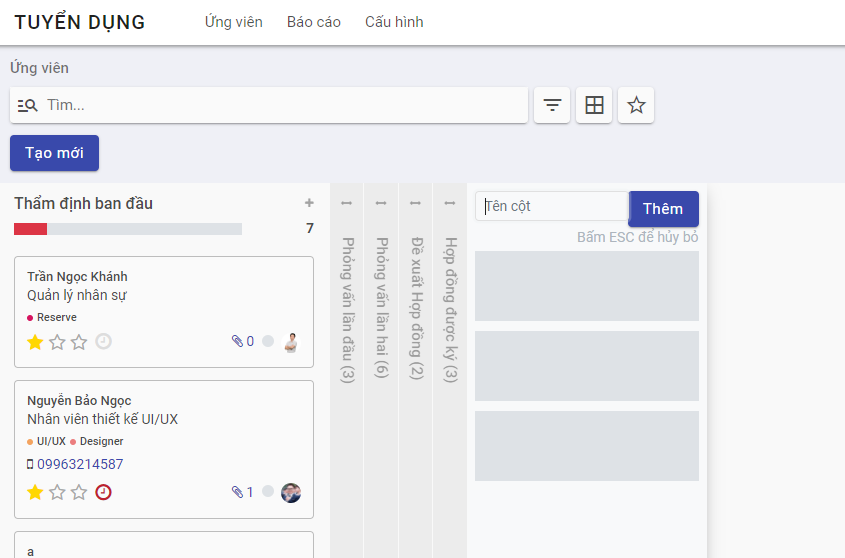 TUYỂN DỤNG
Ứng viên
Báo cáo
Cấu hình
Ứng viên
Tìm...
Tạo mới
Thẩm định ban đầu
7
Trần Ngọc Khánh
Quản lý nhân sự
Reserve
0
Nguyễn Bảo Ngọc
Nhân viên thiết kế UI/UX
UI/UX Designer
09963214587
1
a
Phỏng vấn lần đầu (3)
Phỏng vấn lần hai (6)
Đề xuất Hợp đồng (2)
Hợp đồng được ký (3)
Tên cột
Thêm
Bấm ESC để hủy bỏ